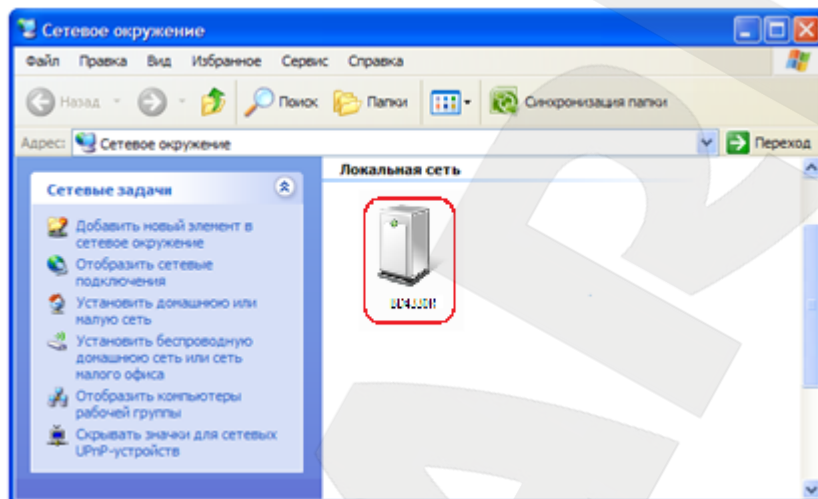 Сетевое окружение
Файл Правка Вид Избранное Сервис Справка
Назад Поиск Папки Синхронизация папки
Адрес: Сетевое окружение Переход
Сетевые задачи
Добавить новый элемент в
сетевое окружение
Отобразить сетевые
подключения
Установить домашнюю или
малую сеть
Установить беспроводную
домашнюю сеть или сеть
малого офиса
Отобразить компьютеры
рабочей группы
Скрывать значки для сетевых
UPnP-устройств
Локальная сеть